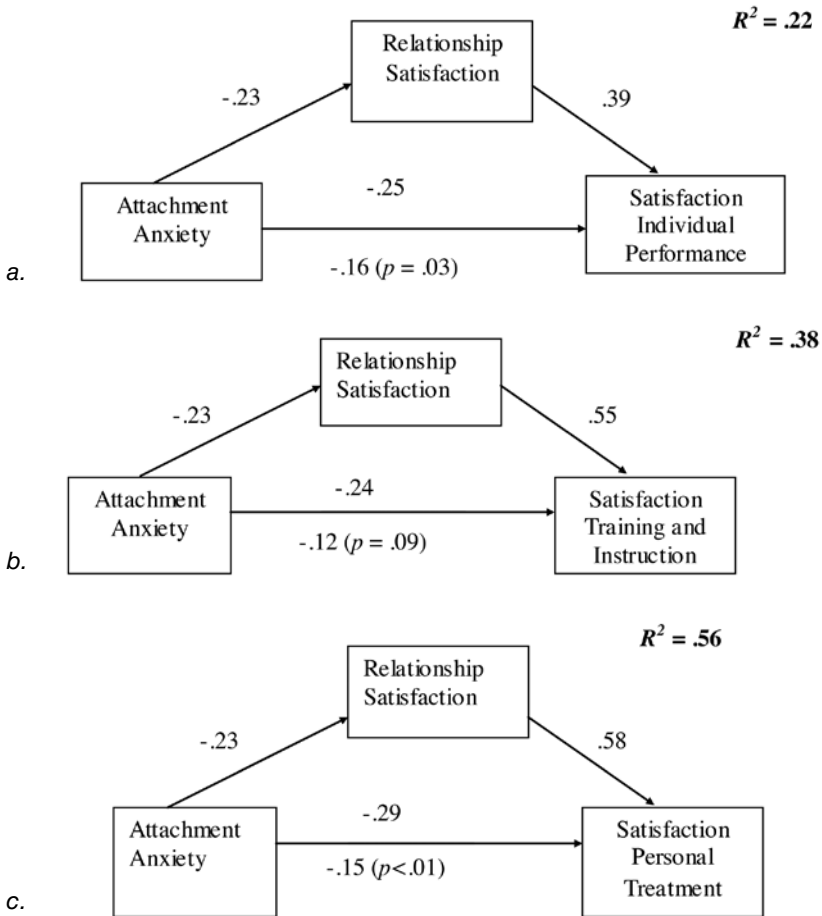 R² = .22
Relationship
Satisfaction
-.23
.39
-.25
Attachment
Anxiety
Satisfaction
Individual
Performance
-.16 (p = .03)
a.
R² = .38
Relationship
Satisfaction
-.23
.55
-.24
Attachment
Anxiety
Satisfaction
Training and
Instruction
-.12 (p = .09)
b.
R² = .56
Relationship
Satisfaction
-.23
.58
-.29
Attachment
Anxiety
Satisfaction
Personal
Treatment
-.15 (p<.01)
c.